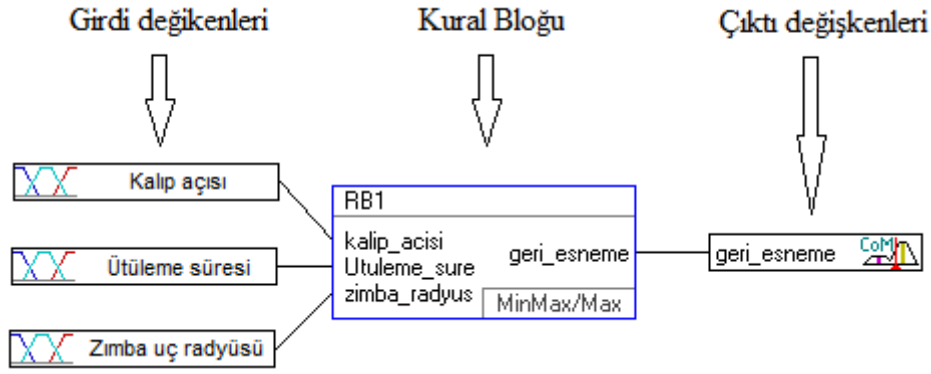 Girdi değikenleri
Kural Bloğu
Çıktı değişkenleri
Kalıp açısı
Ütüleme süresi
Zımba uç radyüsü
RB1
kalip_acisi
Utuleme_sure
zimba_radyus
geri_esneme
MinMax/Max
geri_esneme
CoM